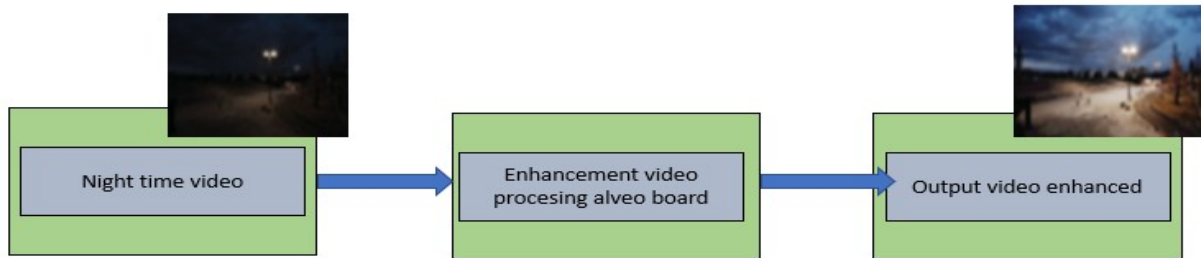 Night time video
Enhancement video
procesing alveo board
Output video enhanced